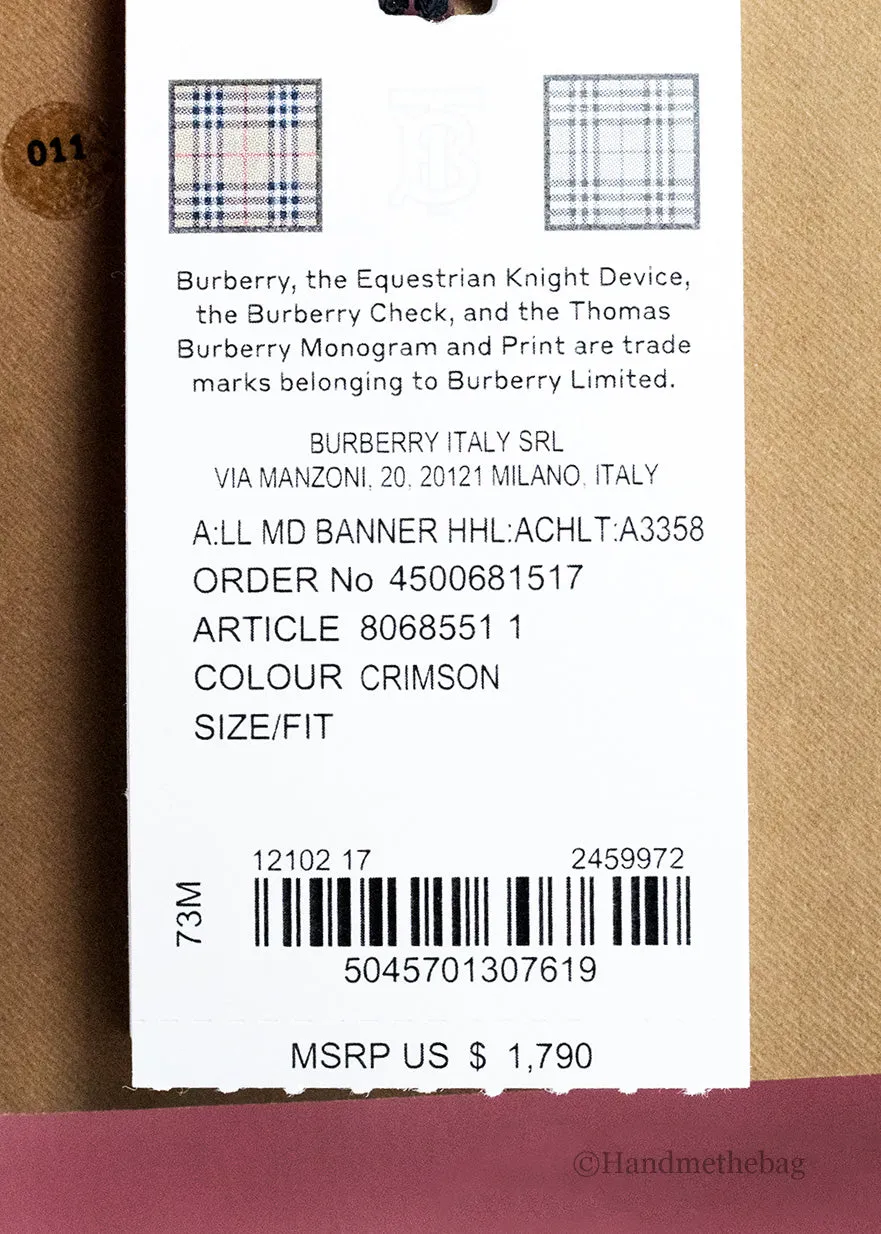 011
Burberry, the Equestrian Knight Device,
the Burberry Check, and the Thomas
Burberry Monogram and Print are trade
marks belonging to Burberry Limited.
BURBERRY ITALY SRL
VIA MANZONI, 20, 20121 MILANO, ITALY
A:LL MD BANNER HHL:ACHLT:A3358
ORDER No 4500681517
ARTICLE 8068551 1
COLOUR CRIMSON
SIZE/FIT
12102 17 2459972
73M
5045701307619
MSRP US $ 1,790
©Handmethebag